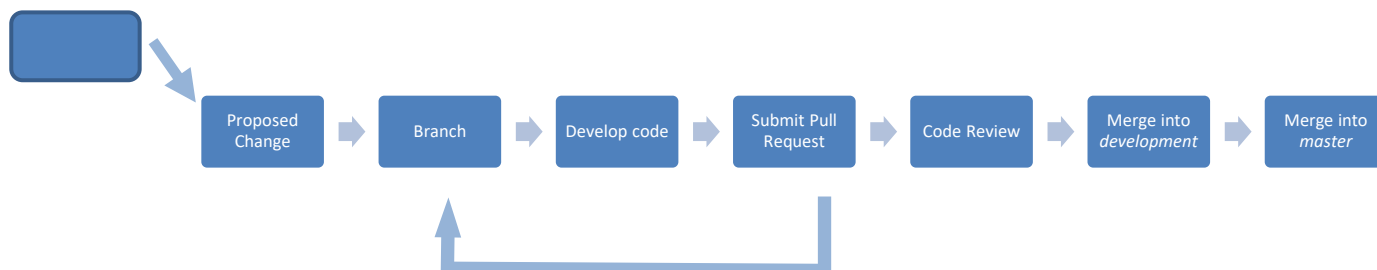 Proposed
Change
Branch
Develop code
Submit Pull
Request
Code Review
Merge into
development
Merge into
master